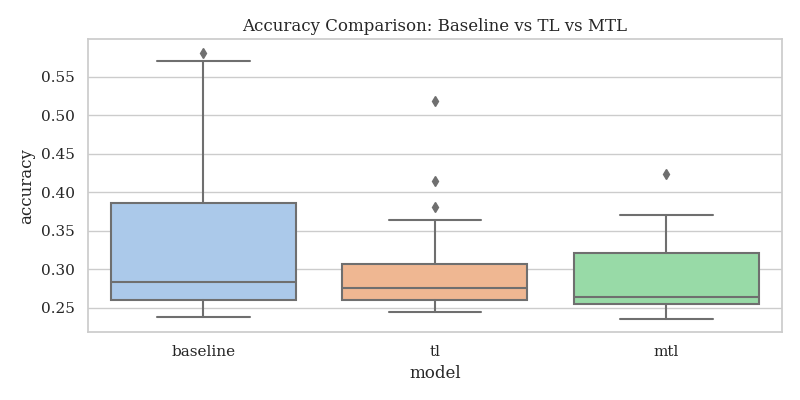 Accuracy Comparison: Baseline vs TL vs MTL
accuracy
0.55
0.50
0.45
0.40
0.35
0.30
0.25
baseline
tl
mtl
model